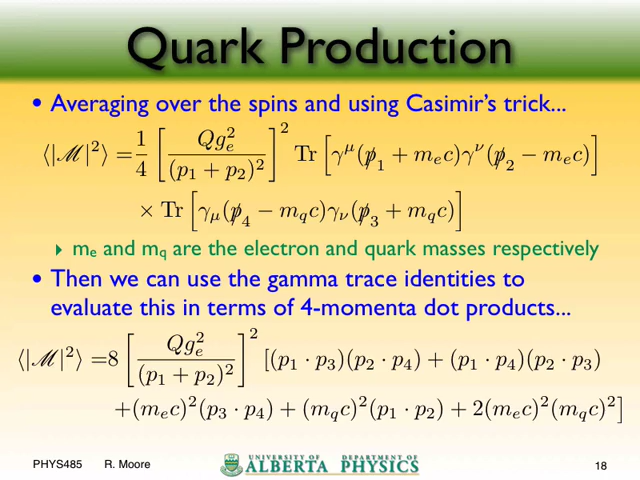 Quark Production
• Averaging over the spins and using Casimir's trick...
⟨|ℳ|²⟩ = 1/4 [Qg_e²/(p₁ + p₂)²]² Tr [γ^μ(p̸₁ + m_e c)γ^ν(p̸₂ − m_e c)]
× Tr [γ_μ(p̸₄ − m_q c)γ_ν(p̸₃ + m_q c)]
▸ m_e and m_q are the electron and quark masses respectively
• Then we can use the gamma trace identities to
evaluate this in terms of 4-momenta dot products...
⟨|ℳ|²⟩ = 8 [Qg_e²/(p₁ + p₂)²]² [(p₁ · p₃)(p₂ · p₄) + (p₁ · p₄)(p₂ · p₃)
+(m_e c)²(p₃ · p₄) + (m_q c)²(p₁ · p₂) + 2(m_e c)²(m_q c)²]
PHYS485 R. Moore UNIVERSITY OF ALBERTA DEPARTMENT OF PHYSICS 18